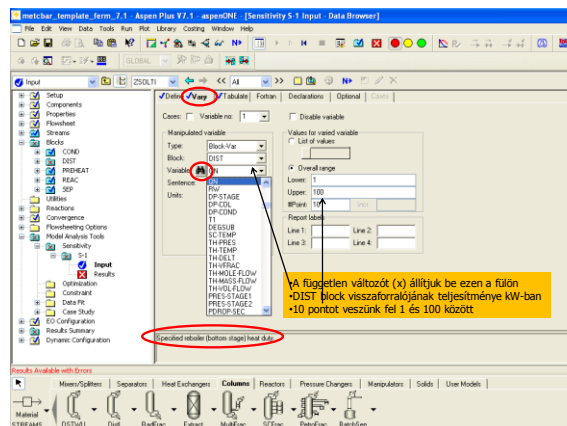 metcbar_template_ferm_7.1 - Aspen Plus V7.1 - aspenONE - [Sensitivity S-1 Input - Data Browser]
File Edit View Data Tools Run Plot Library Costing Window Help
GLOBAL
Input ZSOLTI All N>
Setup
Components
Properties
Flowsheet
Streams
Blocks
COND
DIST
PREHEAT
REAC
SEP
Utilities
Reactions
Convergence
Flowsheeting Options
Model Analysis Tools
Sensitivity
S-1
Input
Results
Optimization
Constraint
Data Fit
Case Study
EO Configuration
Results Summary
Dynamic Configuration
Define Vary Tabulate Fortran Declarations Optional Cases
Cases: Variable no: 1 Disable variable
Manipulated variable
Type: Block-Var
Block: DIST
Variable: QN
Sentence:
Units:
QN
RW
DP-STAGE
DP-COL
DP-COND
T1
DEGSUB
SC-TEMP
TH-PRES
TH-TEMP
TH-DELT
TH-VFRAC
TH-MOLE-FLOW
TH-MASS-FLOW
TH-VOL-FLOW
PRES-STAGE1
PRES-STAGE2
PDROP-SEC
Values for varied variable
List of values
Overall range
Lower: 1
Upper: 100
#Point: 10 Incr:
Report labels
Line 1: Line 2:
Line 3: Line 4:
•A független változót (x) állítjuk be ezen a fülön
•DIST block visszaforralójának teljesítménye kW-ban
•10 pontot veszünk fel 1 és 100 között
Specified reboiler (bottom stage) heat duty.
Results Available with Errors
Mixers/Splitters Separators Heat Exchangers Columns Reactors Pressure Changers Manipulators Solids User Models
Material
STREAMS DSTWU Distl RadFrac Extract MultiFrac SCFrac PetroFrac BatchSep